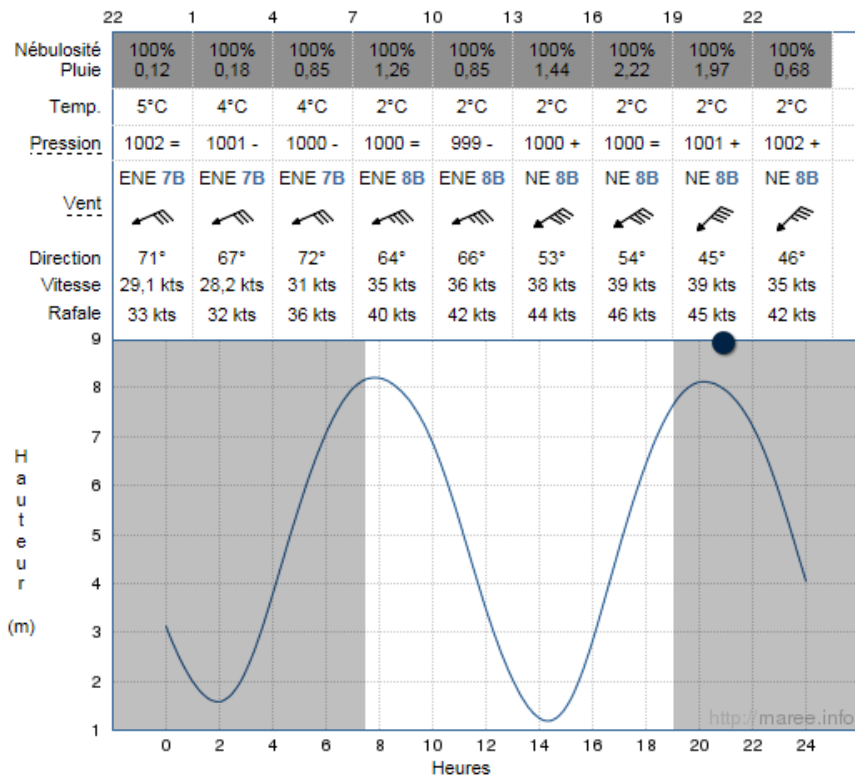 22 1 4 7 10 13 16 19 22
Nébulosité 100% 100% 100% 100% 100% 100% 100% 100% 100%
Pluie 0,12 0,18 0,85 1,26 0,85 1,44 2,22 1,97 0,68
Temp. 5°C 4°C 4°C 2°C 2°C 2°C 2°C 2°C 2°C
Pression 1002 = 1001 - 1000 - 1000 = 999 - 1000 + 1000 = 1001 + 1002 +
Vent ENE 7B ENE 7B ENE 7B ENE 8B ENE 8B NE 8B NE 8B NE 8B NE 8B
Direction 71° 67° 72° 64° 66° 53° 54° 45° 46°
Vitesse 29,1 kts 28,2 kts 31 kts 35 kts 36 kts 38 kts 39 kts 39 kts 35 kts
Rafale 33 kts 32 kts 36 kts 40 kts 42 kts 44 kts 46 kts 45 kts 42 kts
9
8
7
6
5
4
3
2
1
Hauteur
(m)
http://maree.info
0 2 4 6 8 10 12 14 16 18 20 22 24
Heures